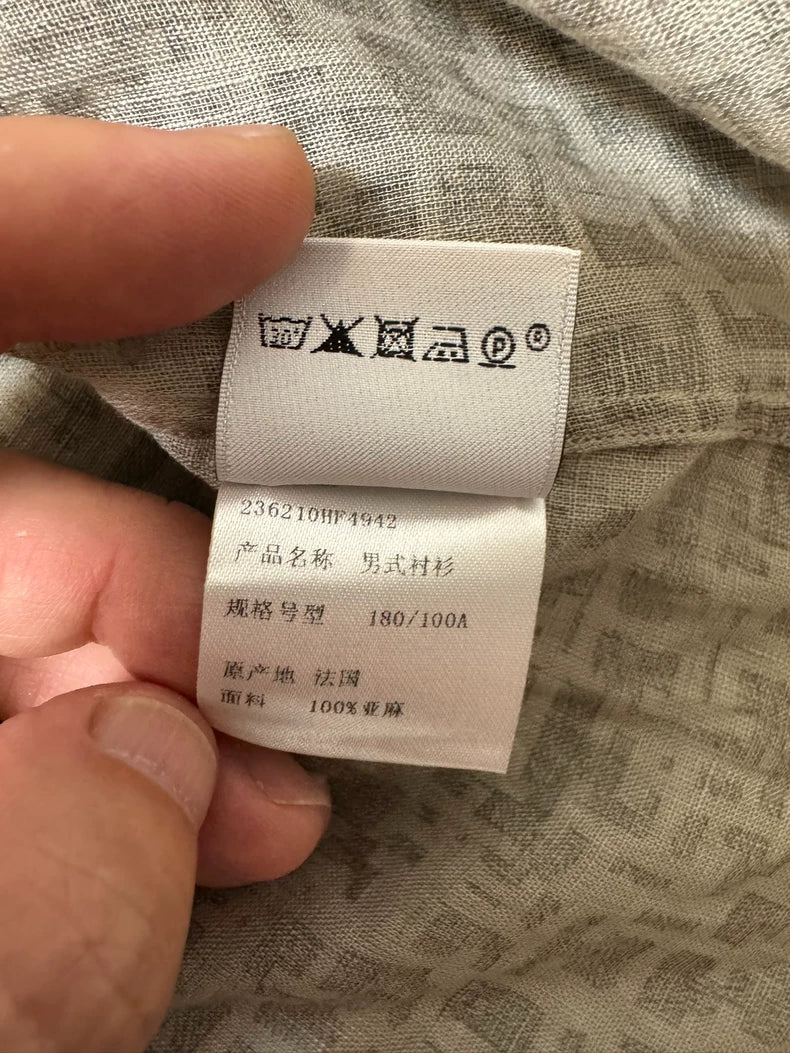 30°
P
®
236210HF4942
产品名称 男式衬衫
规格号型 180/100A
原产地 法国
面料 100%亚麻